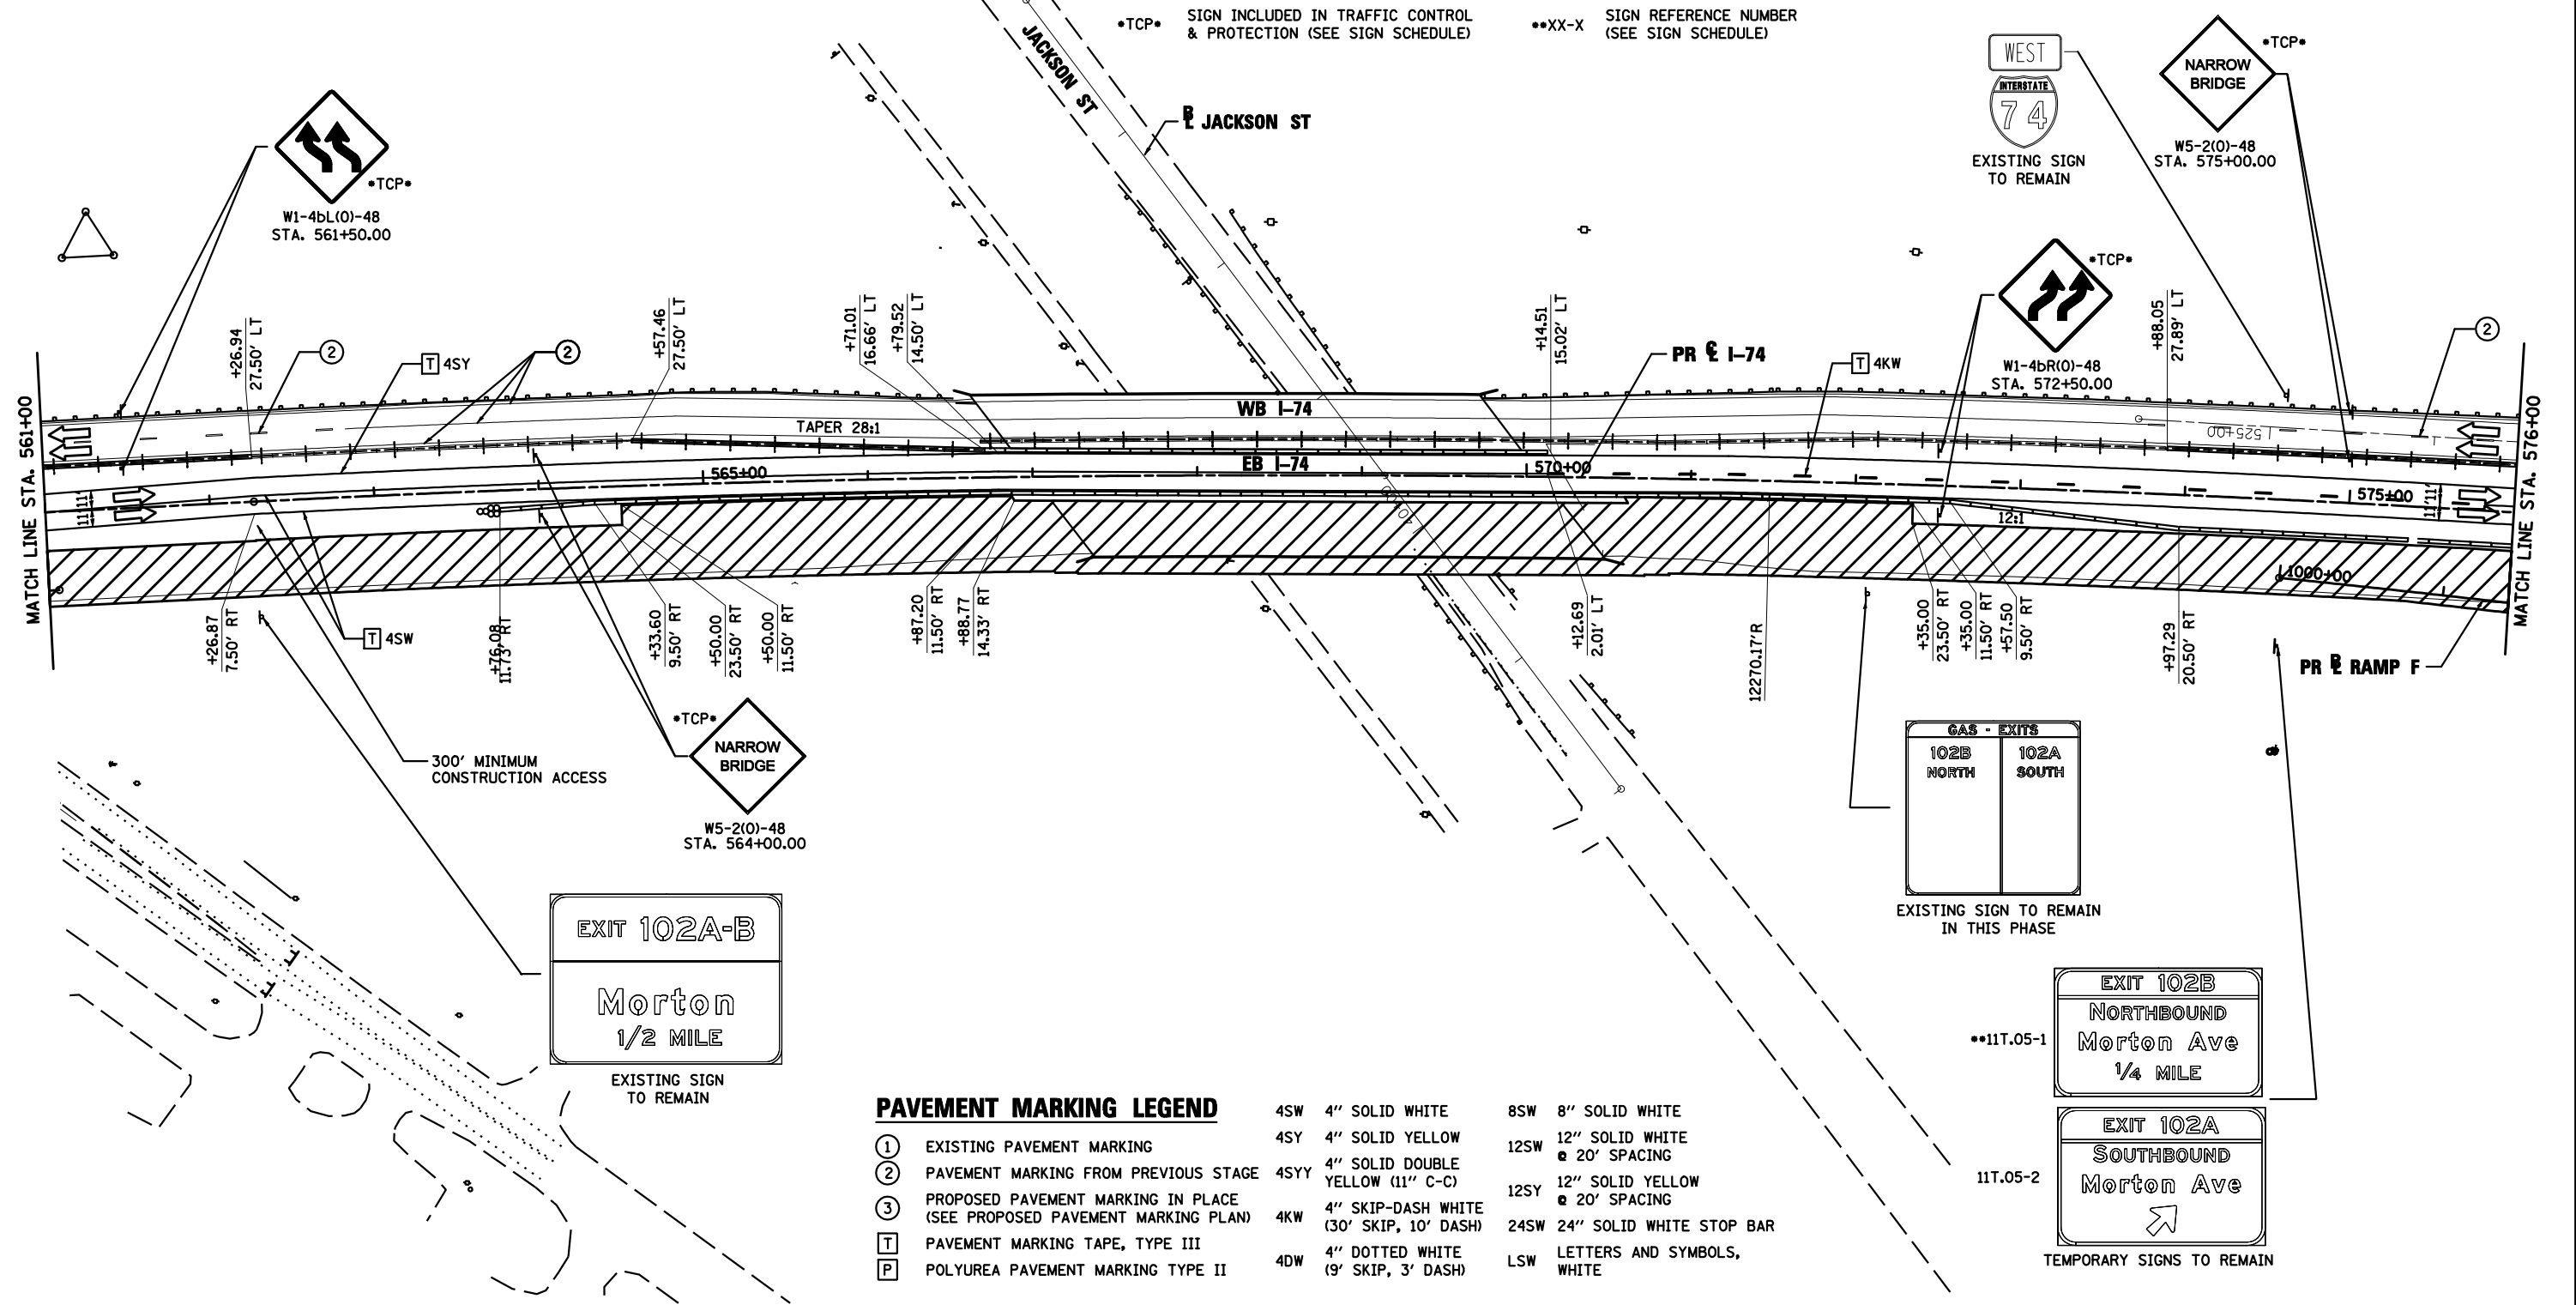 *TCP* SIGN INCLUDED IN TRAFFIC CONTROL
& PROTECTION (SEE SIGN SCHEDULE)
**XX-X SIGN REFERENCE NUMBER
(SEE SIGN SCHEDULE)
JACKSON ST
BL JACKSON ST
*TCP*
W1-4bL(O)-48
STA. 561+50.00
WEST
INTERSTATE
74
EXISTING SIGN
TO REMAIN
NARROW
BRIDGE
*TCP*
W5-2(O)-48
STA. 575+00.00
*TCP*
W1-4bR(O)-48
STA. 572+50.00
+26.94
27.50' LT
2
T 4SY
2
+57.46
27.50' LT
+71.01
16.66' LT
+79.52
14.50' LT
+14.51
15.02' LT
PR CL I-74
T 4KW
+88.05
27.89' LT
2
MATCH LINE STA. 561+00
MATCH LINE STA. 576+00
TAPER 28:1
WB I-74
EB I-74
565+00
570+00
575+00
525+00
11' 11'
11' 11'
12:1
1000+00
+26.87
7.50' RT
T 4SW
+76.08
11.73' RT
+33.60
9.50' RT
+50.00
23.50' RT
+50.00
11.50' RT
+87.20
11.50' RT
+88.77
14.33' RT
+12.69
2.01' LT
12270.17'R
+35.00
23.50' RT
+35.00
11.50' RT
+57.50
9.50' RT
+97.29
20.50' RT
PR BL RAMP F
300' MINIMUM
CONSTRUCTION ACCESS
*TCP*
NARROW
BRIDGE
W5-2(O)-48
STA. 564+00.00
GAS - EXITS
102B
NORTH
102A
SOUTH
EXISTING SIGN TO REMAIN
IN THIS PHASE
EXIT 102A-B
Morton
1/2 MILE
EXISTING SIGN
TO REMAIN
**11T.05-1
EXIT 102B
NORTHBOUND
Morton Ave
1/4 MILE
11T.05-2
EXIT 102A
SOUTHBOUND
Morton Ave
TEMPORARY SIGNS TO REMAIN
PAVEMENT MARKING LEGEND
1 EXISTING PAVEMENT MARKING
2 PAVEMENT MARKING FROM PREVIOUS STAGE
3 PROPOSED PAVEMENT MARKING IN PLACE
(SEE PROPOSED PAVEMENT MARKING PLAN)
T PAVEMENT MARKING TAPE, TYPE III
P POLYUREA PAVEMENT MARKING TYPE II
4SW 4" SOLID WHITE
4SY 4" SOLID YELLOW
4SYY 4" SOLID DOUBLE
YELLOW (11" C-C)
4KW 4" SKIP-DASH WHITE
(30' SKIP, 10' DASH)
4DW 4" DOTTED WHITE
(9' SKIP, 3' DASH)
8SW 8" SOLID WHITE
12SW 12" SOLID WHITE
@ 20' SPACING
12SY 12" SOLID YELLOW
@ 20' SPACING
24SW 24" SOLID WHITE STOP BAR
LSW LETTERS AND SYMBOLS,
WHITE